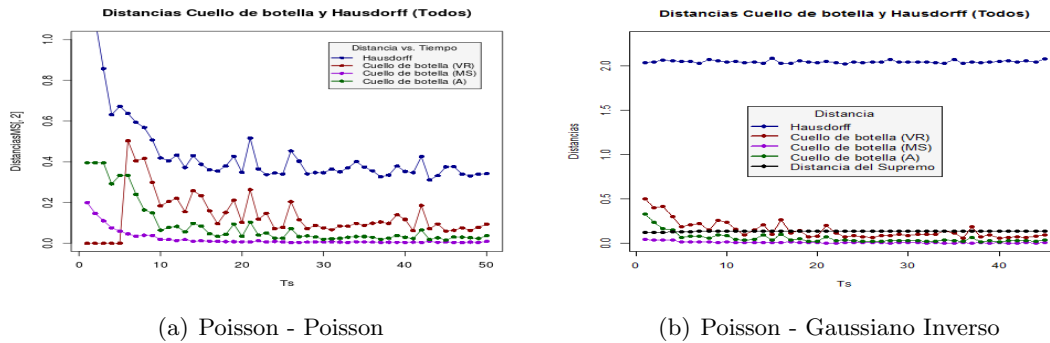 Distancias Cuello de botella y Hausdorff (Todos)
DistanciasMS[, 2]
1.0
0.8
0.6
0.4
0.2
0.0
Distancia vs. Tiempo
Hausdorff
Cuello de botella (VR)
Cuello de botella (MS)
Cuello de botella (A)
0 10 20 30 40 50
Ts
(a) Poisson - Poisson
Distancias Cuello de botella y Hausdorff (Todos)
Distancias
2.0
1.5
1.0
0.5
0.0
Distancia
Hausdorff
Cuello de botella (VR)
Cuello de botella (MS)
Cuello de botella (A)
Distancia del Supremo
0 10 20 30 40
Ts
(b) Poisson - Gaussiano Inverso